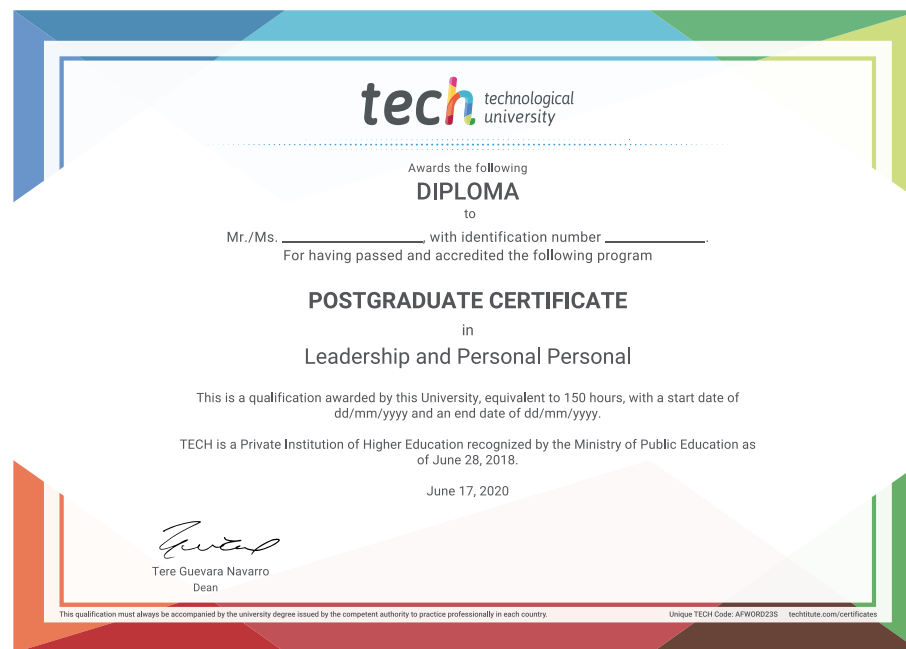 tech technological
university
Awards the following
DIPLOMA
to
Mr./Ms. ____________________, with identification number ______________.
For having passed and accredited the following program
POSTGRADUATE CERTIFICATE
in
Leadership and Personal Personal
This is a qualification awarded by this University, equivalent to 150 hours, with a start date of
dd/mm/yyyy and an end date of dd/mm/yyyy.
TECH is a Private Institution of Higher Education recognized by the Ministry of Public Education as
of June 28, 2018.
June 17, 2020
Tere Guevara Navarro
Dean
This qualification must always be accompanied by the university degree issued by the competent authority to practice professionally in each country. Unique TECH Code: AFWORD23S techtitute.com/certificates